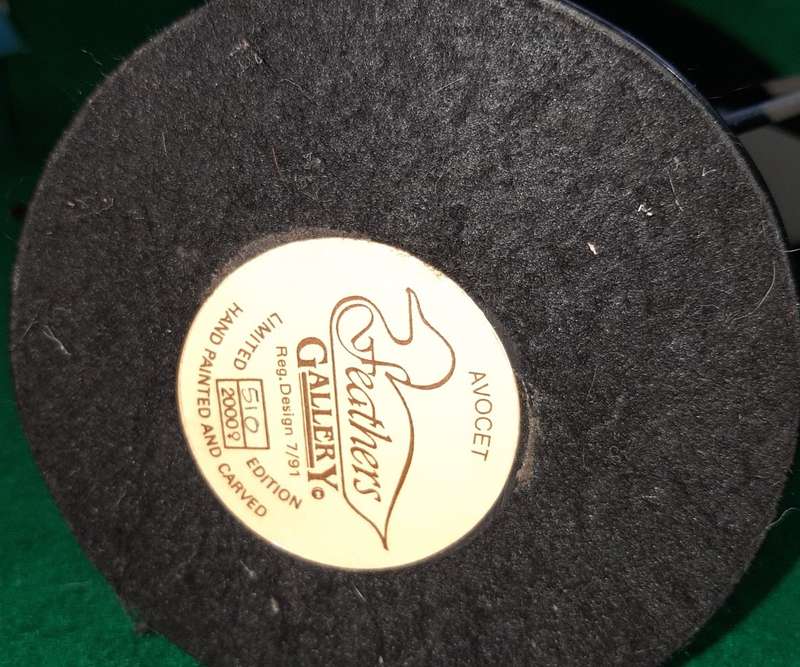 AVOCET
Feathers
GALLERY©
Reg. Design 7/91
LIMITED EDITION
510
2000♀
HAND PAINTED AND CARVED